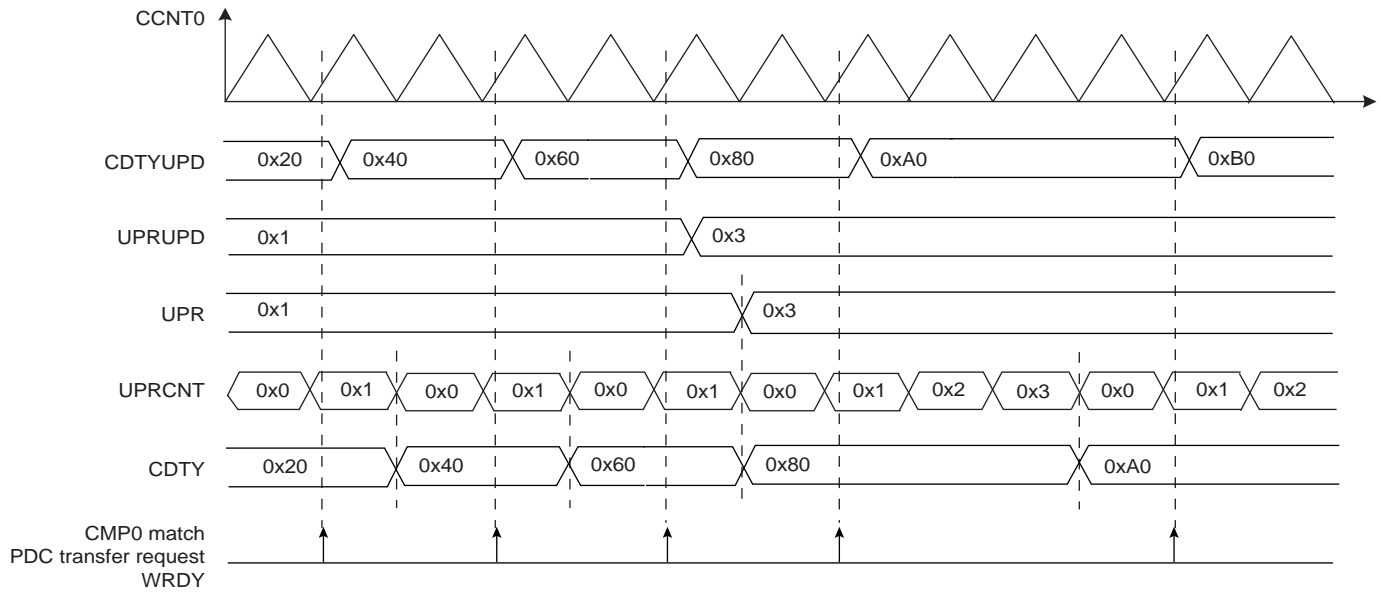 CCNT0
CDTYUPD 0x20 0x40 0x60 0x80 0xA0 0xB0
UPRUPD 0x1 0x3
UPR 0x1 0x3
UPRCNT 0x0 0x1 0x0 0x1 0x0 0x1 0x0 0x1 0x2 0x3 0x0 0x1 0x2
CDTY 0x20 0x40 0x60 0x80 0xA0
CMP0 match
PDC transfer request
WRDY